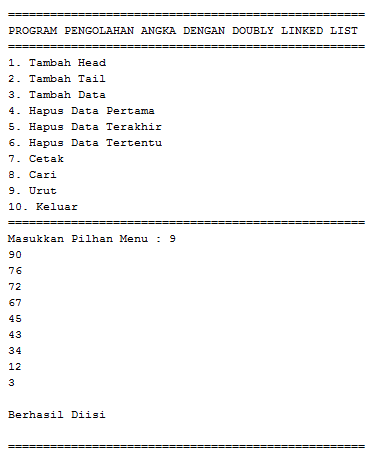 ===================================================
PROGRAM PENGOLAHAN ANGKA DENGAN DOUBLY LINKED LIST
===================================================
1. Tambah Head
2. Tambah Tail
3. Tambah Data
4. Hapus Data Pertama
5. Hapus Data Terakhir
6. Hapus Data Tertentu
7. Cetak
8. Cari
9. Urut
10. Keluar
===================================================
Masukkan Pilhan Menu : 9
90
76
72
67
45
43
34
12
3
Berhasil Diisi
===================================================